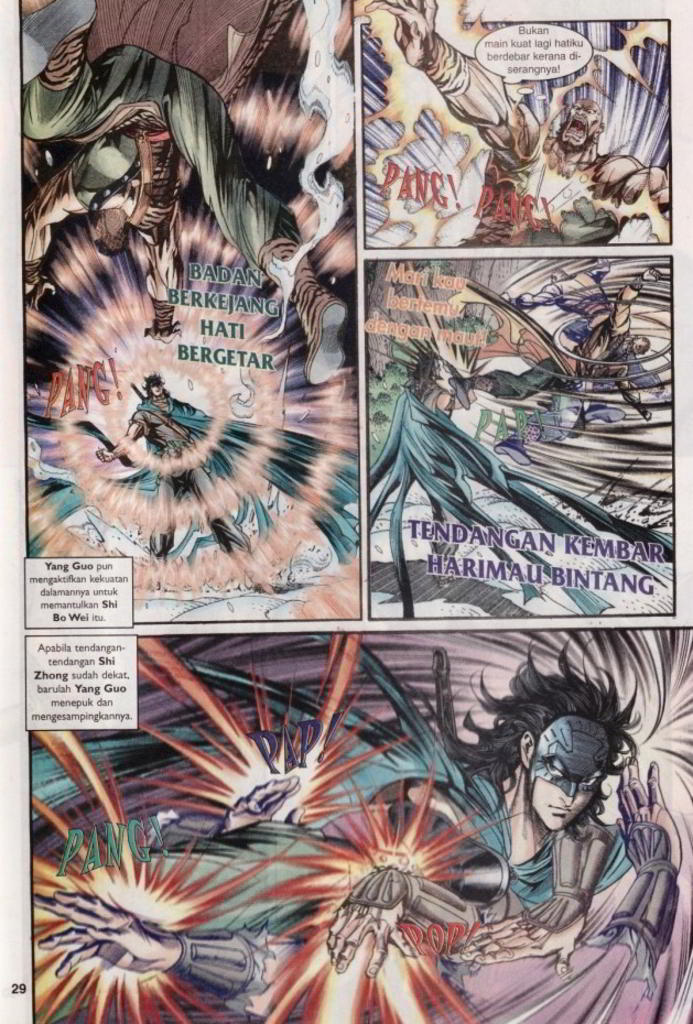 BADAN
BERKEJANG
HATI
BERGETAR
PANG!
Yang Guo pun
mengaktifkan kekuatan
dalamannya untuk
memantulkan Shi
Bo Wei itu.
Bukan
main kuat lagi hatiku
berdebar kerana di-
serangnya!
PANG!
PANG!
Mari kau
bertemu
dengan maut!
PAP!
TENDANGAN KEMBAR
HARIMAU BINTANG
Apabila tendangan-
tendangan Shi
Zhong sudah dekat,
barulah Yang Guo
menepuk dan
mengesampingkannya.
PAP!
PANG!
POP!
29